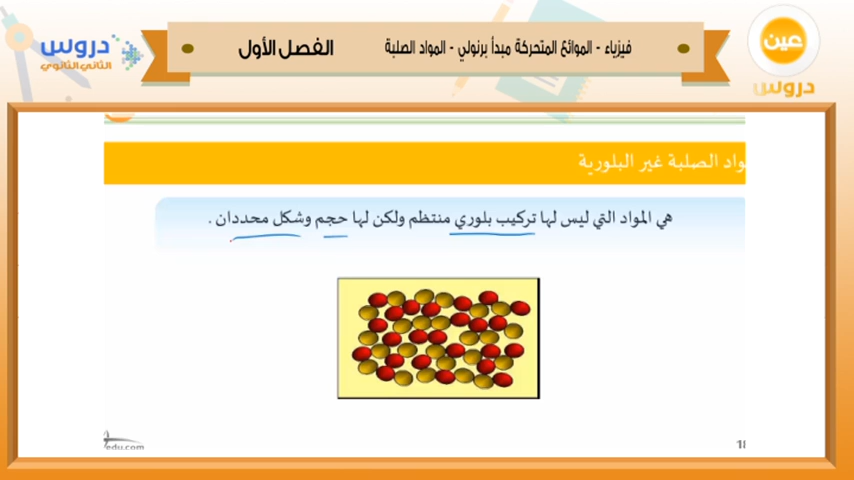 دروس
الثاني الثانوي
فيزياء - الموائع المتحركة مبدأ برنولي - المواد الصلبة
الفصل الأول
عين
دروس
واد الصلبة غير البلورية
هي المواد التي ليس لها تركيب بلوري منتظم ولكن لها حجم وشكل محددان .
edu.com
18